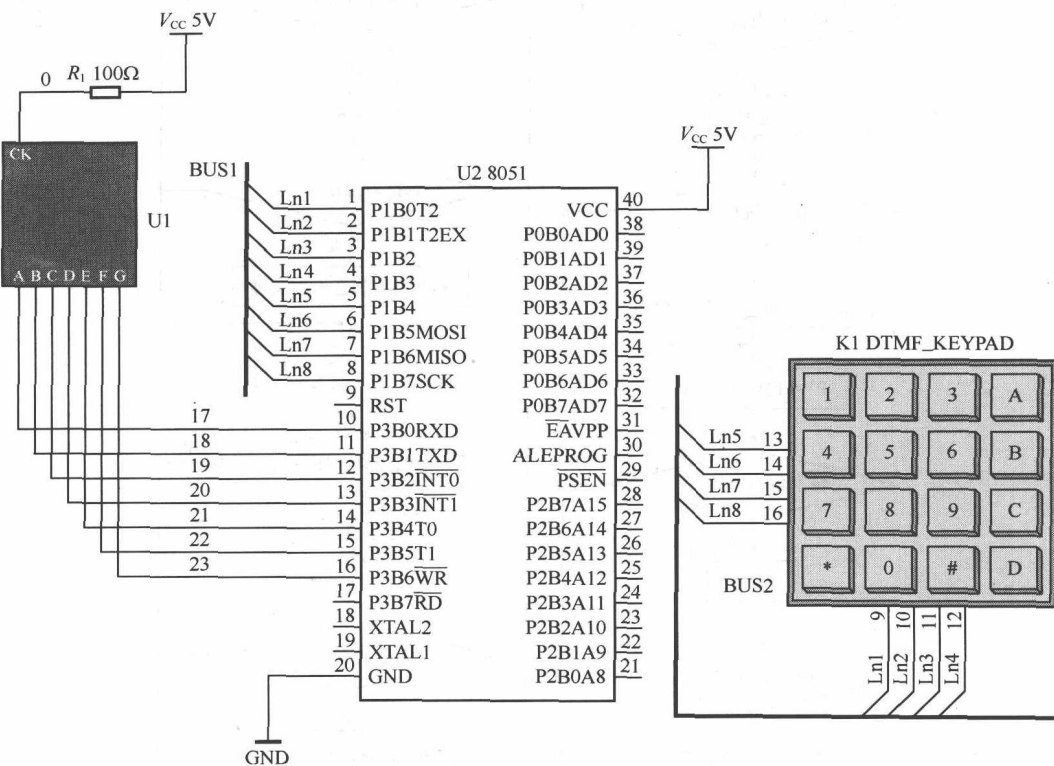 VCC 5V
0 R1 100Ω
CK
U1
A B C D E F G
BUS1
U2 8051
VCC 5V
Ln1 1 P1B0T2 VCC 40
Ln2 2 P1B1T2EX P0B0AD0 38
Ln3 3 P1B2 P0B1AD1 39
Ln4 4 P1B3 P0B2AD2 37
Ln5 5 P1B4 P0B3AD3 36
Ln6 6 P1B5MOSI P0B4AD4 35
Ln7 7 P1B6MISO P0B5AD5 34
Ln8 8 P1B7SCK P0B6AD6 33
9 RST P0B7AD7 32
17 10 P3B0RXD EAVPP 31
18 11 P3B1TXD ALEPROG 30
19 12 P3B2INT0 PSEN 29
20 13 P3B3INT1 P2B7A15 28
21 14 P3B4T0 P2B6A14 27
22 15 P3B5T1 P2B5A13 26
23 16 P3B6WR P2B4A12 25
17 P3B7RD P2B3A11 24
18 XTAL2 P2B2A10 23
19 XTAL1 P2B1A9 22
20 GND P2B0A8 21
GND
K1 DTMF_KEYPAD
1 2 3 A
4 5 6 B
7 8 9 C
* 0 # D
Ln5 13
Ln6 14
Ln7 15
Ln8 16
BUS2
9 10 11 12
Ln1 Ln2 Ln3 Ln4